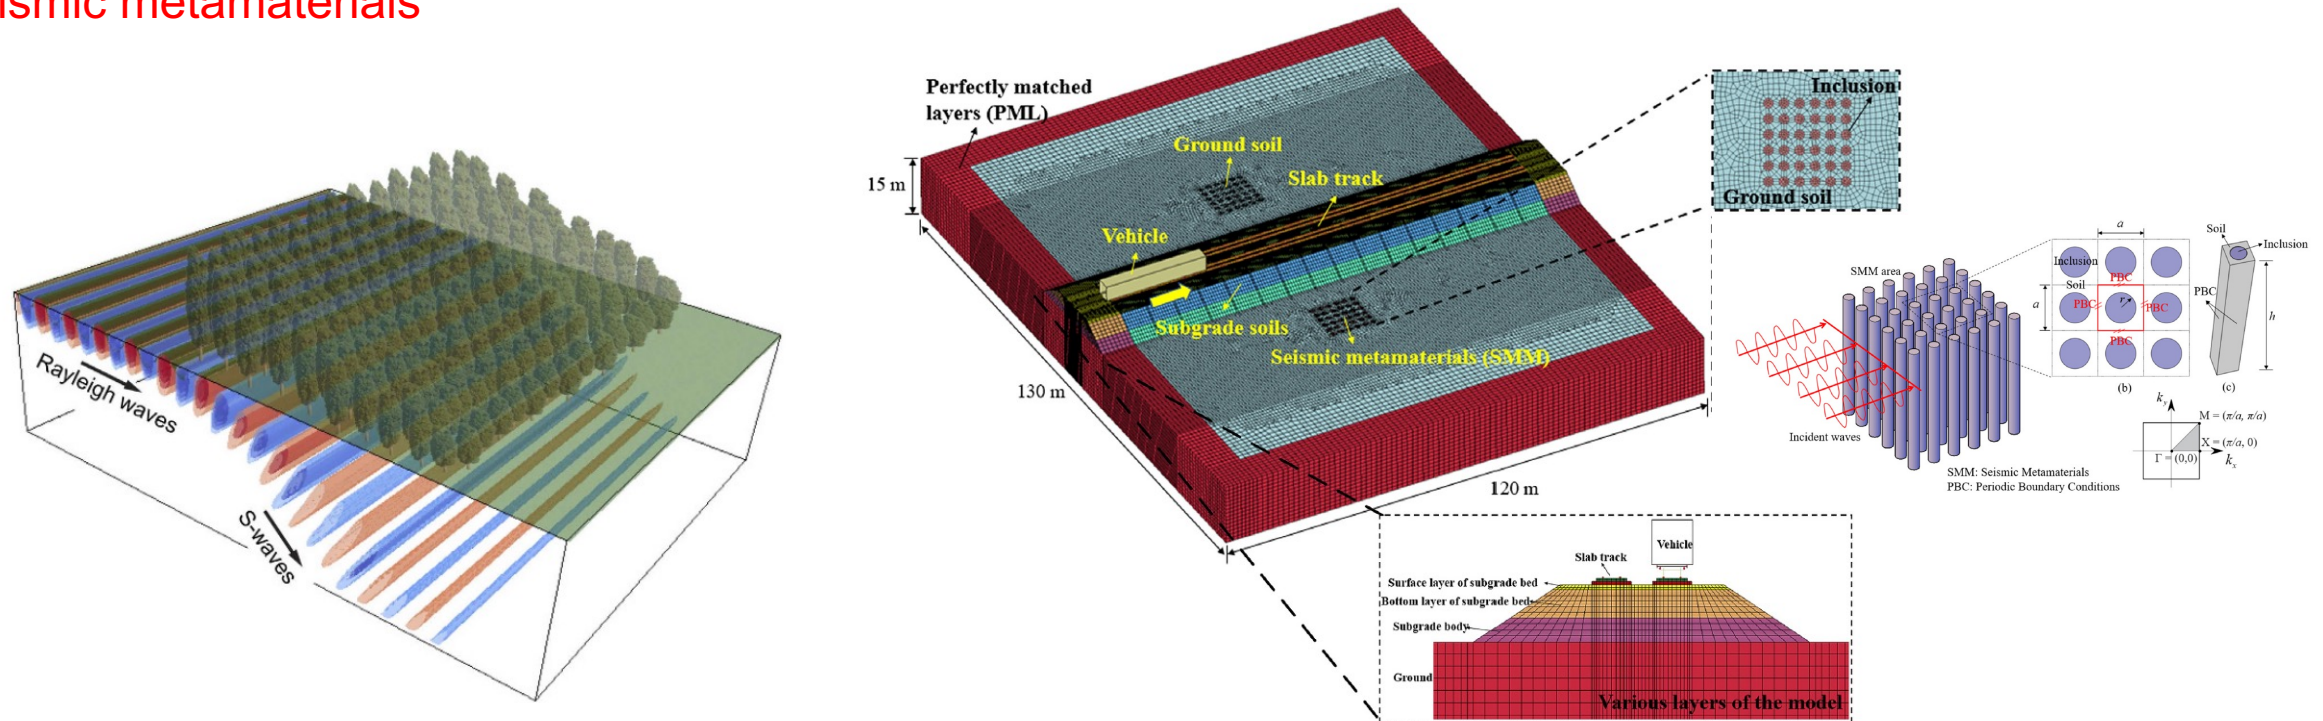 ismic metamaterials
Rayleigh waves
S-waves
Perfectly matched
layers (PML)
Ground soil
Slab track
15 m
Vehicle
Subgrade soils
Seismic metamaterials (SMM)
130 m
120 m
Inclusion
Ground soil
Slab track
Vehicle
Surface layer of subgrade bed
Bottom layer of subgrade bed
Subgrade body
Ground
Various layers of the model
SMM area
Incident waves
SMM: Seismic Metamaterials
PBC: Periodic Boundary Conditions
a
Inclusion
Soil
PBC
a
PBC
r
PBC
PBC
(b)
Soil
Inclusion
PBC
h
(c)
k_y
M = (π/a, π/a)
X = (π/a, 0)
Γ = (0,0)
k_x